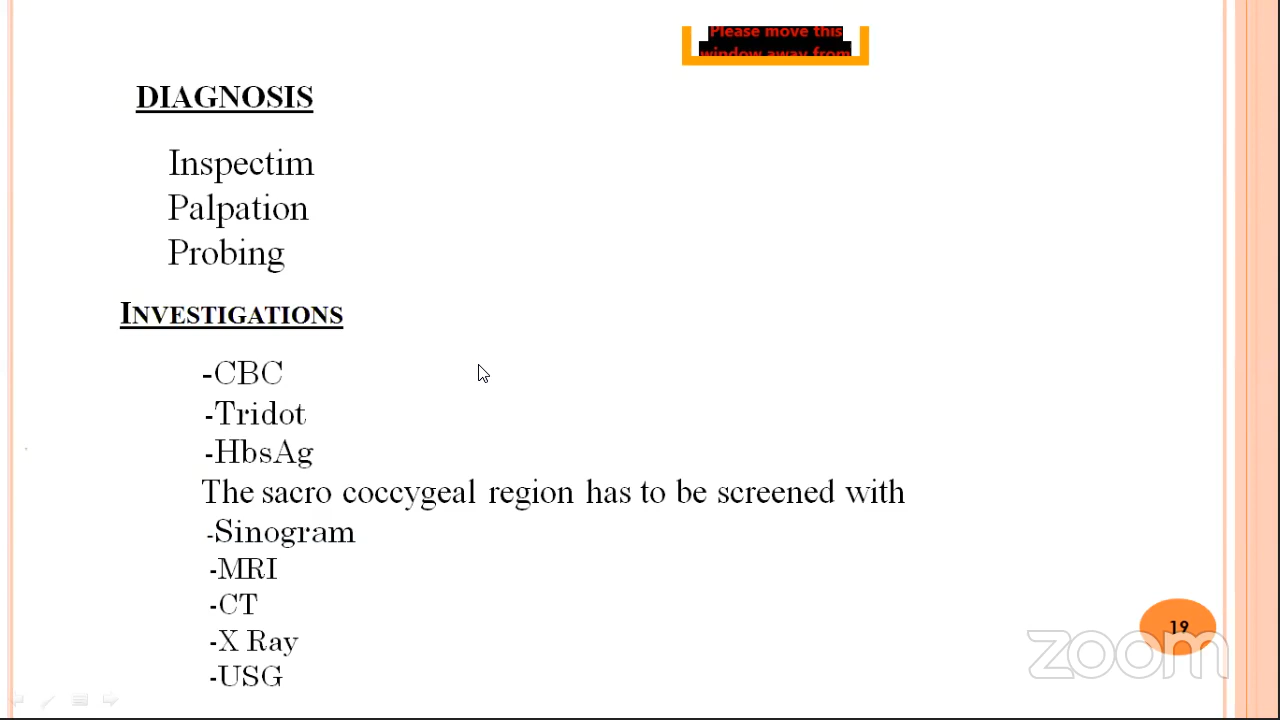 Please move this
window away from
DIAGNOSIS
Inspectim
Palpation
Probing
INVESTIGATIONS
-CBC
-Tridot
-HbsAg
The sacro coccygeal region has to be screened with
-Sinogram
-MRI
-CT
-X Ray
-USG
19
zoom